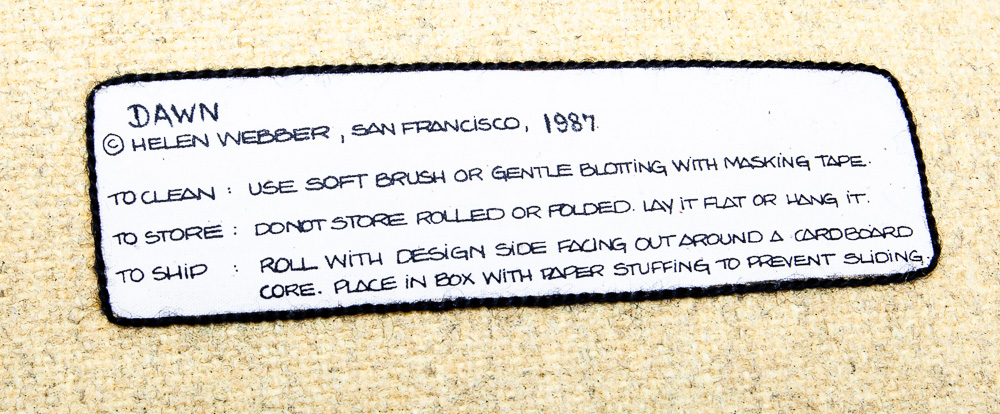 DAWN
© HELEN WEBBER, SAN FRANCISCO, 1987.
TO CLEAN : USE SOFT BRUSH OR GENTLE BLOTTING WITH MASKING TAPE.
TO STORE : DO NOT STORE ROLLED OR FOLDED. LAY IT FLAT OR HANG IT.
TO SHIP : ROLL WITH DESIGN SIDE FACING OUT AROUND A CARDBOARD
CORE. PLACE IN BOX WITH PAPER STUFFING TO PREVENT SLIDING.